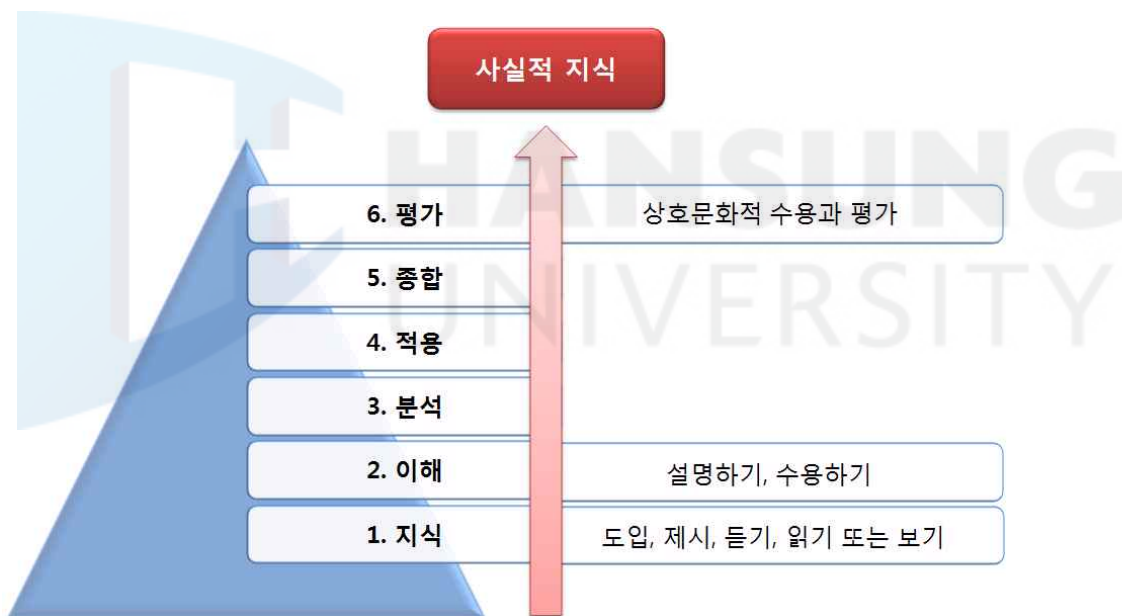 사실적 지식
HANSUNG
UNIVERSITY
6. 평가 상호문화적 수용과 평가
5. 종합
4. 적용
3. 분석
2. 이해 설명하기, 수용하기
1. 지식 도입, 제시, 듣기, 읽기 또는 보기